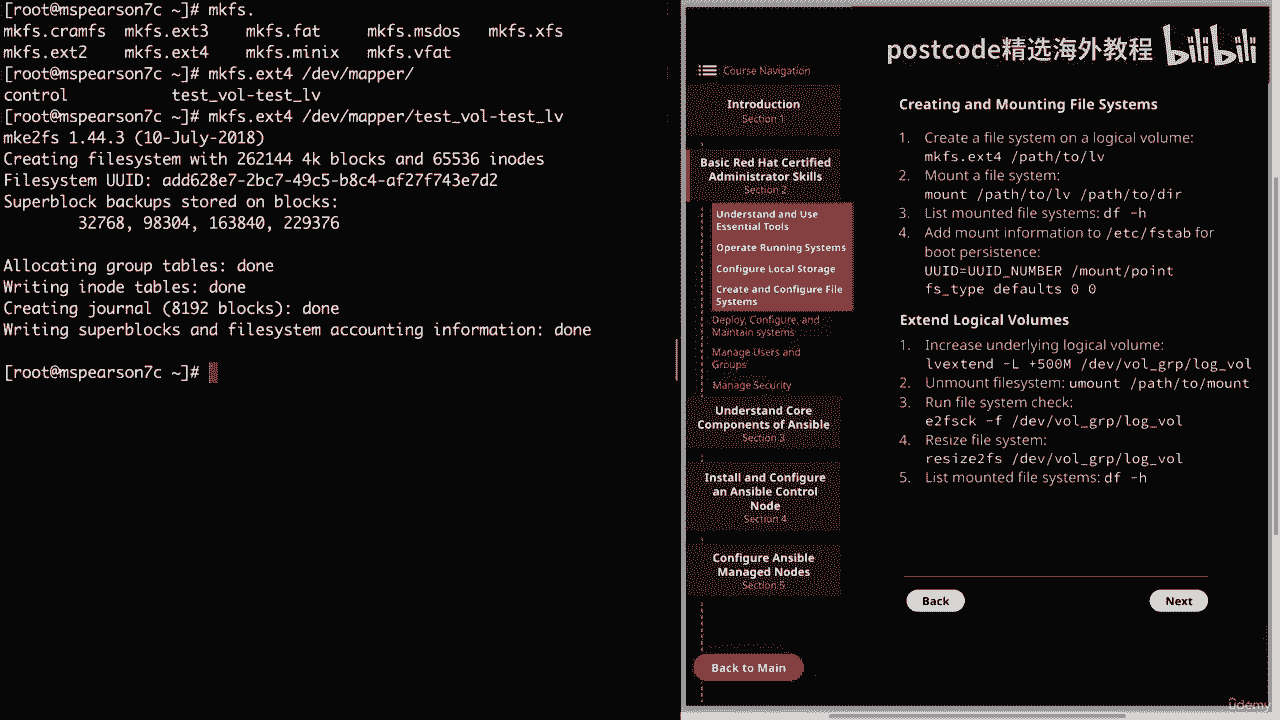 [root@mspearson7c ~]# mkfs.
mkfs.cramfs  mkfs.ext3   mkfs.fat    mkfs.msdos   mkfs.xfs
mkfs.ext2    mkfs.ext4   mkfs.minix  mkfs.vfat
[root@mspearson7c ~]# mkfs.ext4 /dev/mapper/
control          test_vol-test_lv
[root@mspearson7c ~]# mkfs.ext4 /dev/mapper/test_vol-test_lv
mke2fs 1.44.3 (10-July-2018)
Creating filesystem with 262144 4k blocks and 65536 inodes
Filesystem UUID: add628e7-2bc7-49c5-b8c4-af27f743e7d2
Superblock backups stored on blocks:
        32768, 98304, 163840, 229376
Allocating group tables: done
Writing inode tables: done
Creating journal (8192 blocks): done
Writing superblocks and filesystem accounting information: done
[root@mspearson7c ~]#
postcode精选海外教程 bilibili
Course Navigation
Introduction
Section 1
Basic Red Hat Certified
Administrator Skills
Section 2
Understand and Use
Essential Tools
Operate Running Systems
Configure Local Storage
Create and Configure File
Systems
Deploy, Configure, and
Maintain systems
Manage Users and
Groups
Manage Security
Understand Core
Components of Ansible
Section 3
Install and Configure
an Ansible Control
Node
Section 4
Configure Ansible
Managed Nodes
Section 5
Back to Main
Creating and Mounting File Systems
1. Create a file system on a logical volume:
mkfs.ext4 /path/to/lv
2. Mount a file system:
mount /path/to/lv /path/to/dir
3. List mounted file systems: df -h
4. Add mount information to /etc/fstab for
boot persistence:
UUID=UUID_NUMBER /mount/point
fs_type defaults 0 0
Extend Logical Volumes
1. Increase underlying logical volume:
lvextend -L +500M /dev/vol_grp/log_vol
2. Unmount filesystem: umount /path/to/mount
3. Run file system check:
e2fsck -f /dev/vol_grp/log_vol
4. Resize file system:
resize2fs /dev/vol_grp/log_vol
5. List mounted file systems: df -h
Back
Next
ûdemy